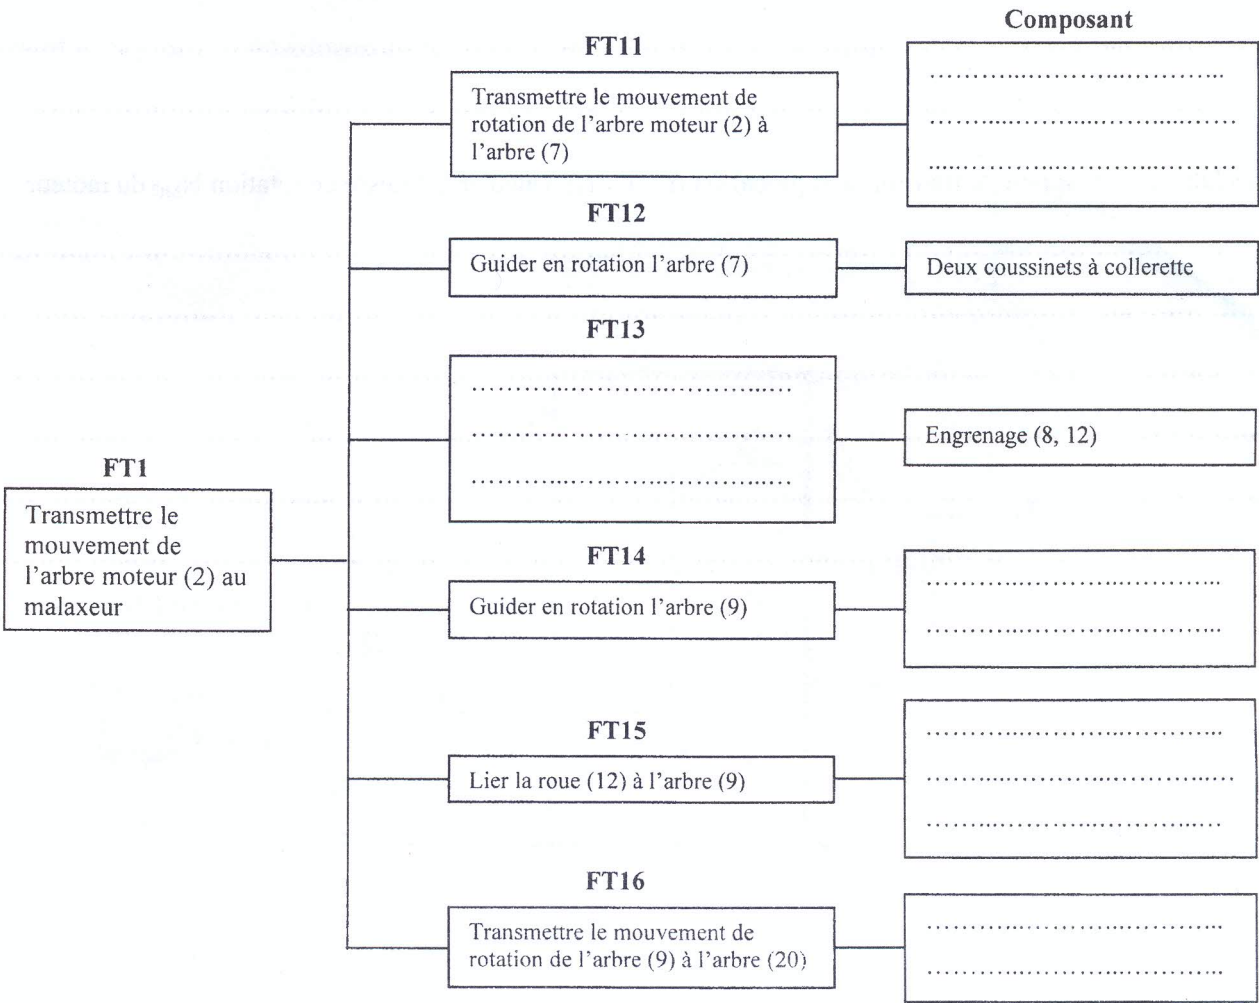 Composant
FT11
Transmettre le mouvement de
rotation de l'arbre moteur (2) à
l'arbre (7)
FT12
Guider en rotation l'arbre (7)
Deux coussinets à collerette
FT13
Engrenage (8, 12)
FT1
Transmettre le
mouvement de
l'arbre moteur (2) au
malaxeur
FT14
Guider en rotation l'arbre (9)
FT15
Lier la roue (12) à l'arbre (9)
FT16
Transmettre le mouvement de
rotation de l'arbre (9) à l'arbre (20)